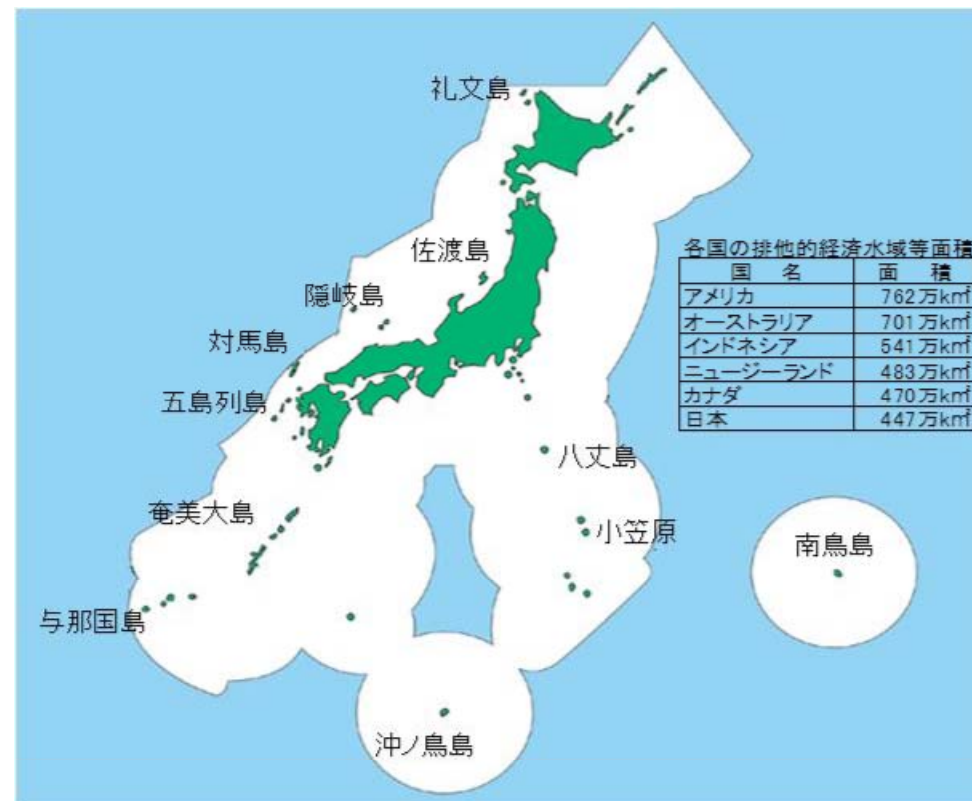 礼文島
佐渡島
隠岐島
対馬島
五島列島
奄美大島
与那国島
八丈島
小笠原
南鳥島
沖ノ鳥島
各国の排他的経済水域等面積
国 名 面 積
アメリカ 762万km²
オーストラリア 701万km²
インドネシア 541万km²
ニュージーランド 483万km²
カナダ 470万km²
日本 447万km²